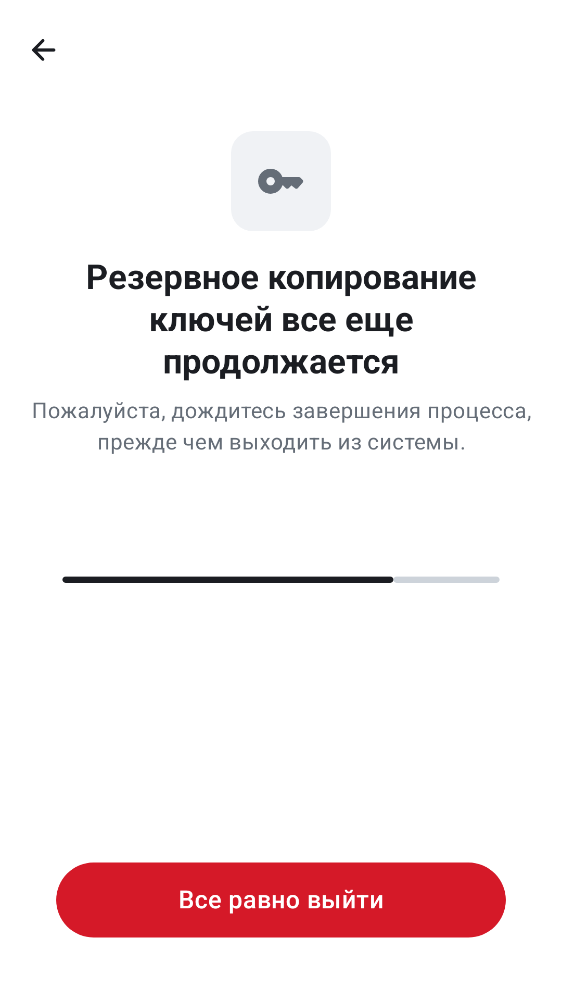 Резервное копирование
ключей все еще
продолжается
Пожалуйста, дождитесь завершения процесса,
прежде чем выходить из системы.
Все равно выйти